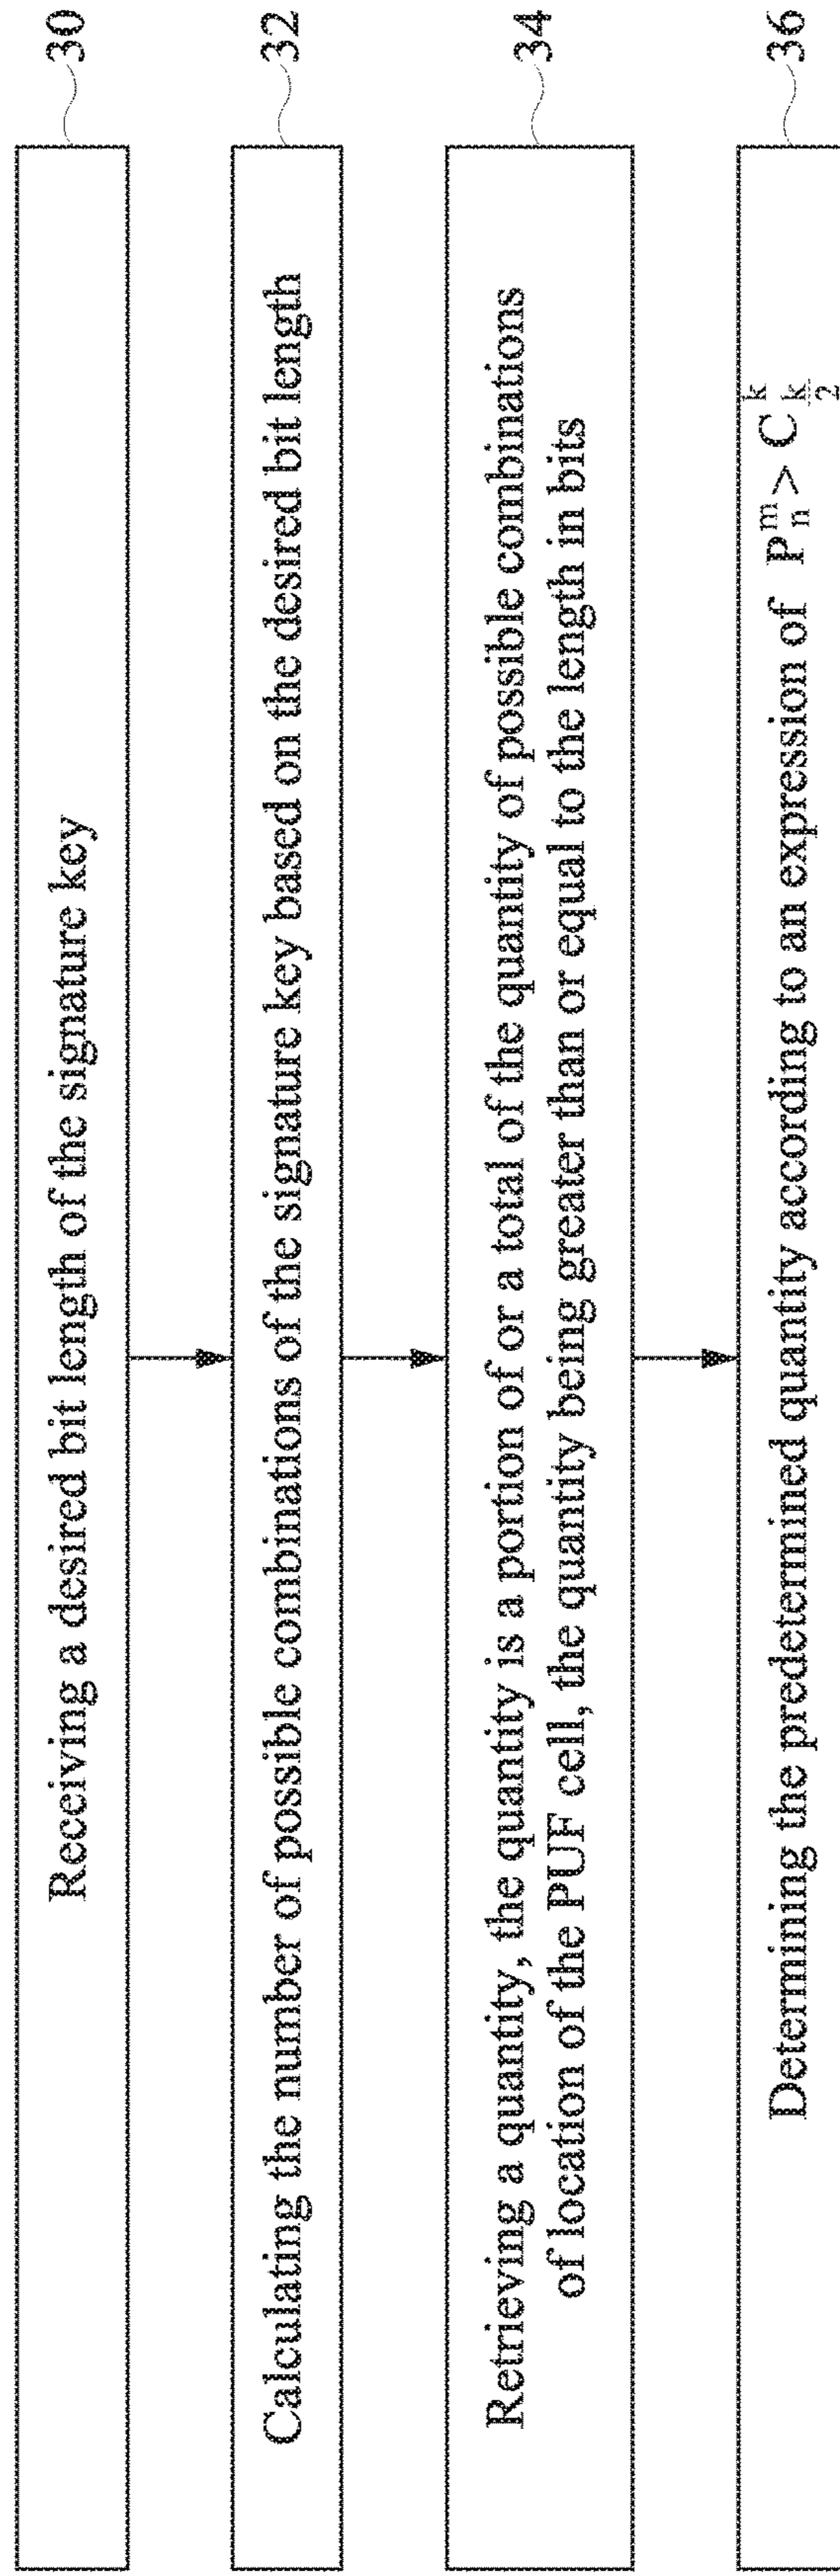 Receiving a desired bit length of the signature key 30
Calculating the number of possible combinations of the signature key based on the desired bit length 32
Retrieving a quantity, the quantity is a portion of or a total of the quantity of possible combinations 34
of location of the PUF cell, the quantity being greater than or equal to the length in bits
Determining the predetermined quantity according to an expression of P^m_n > C^k_{k/2} 36